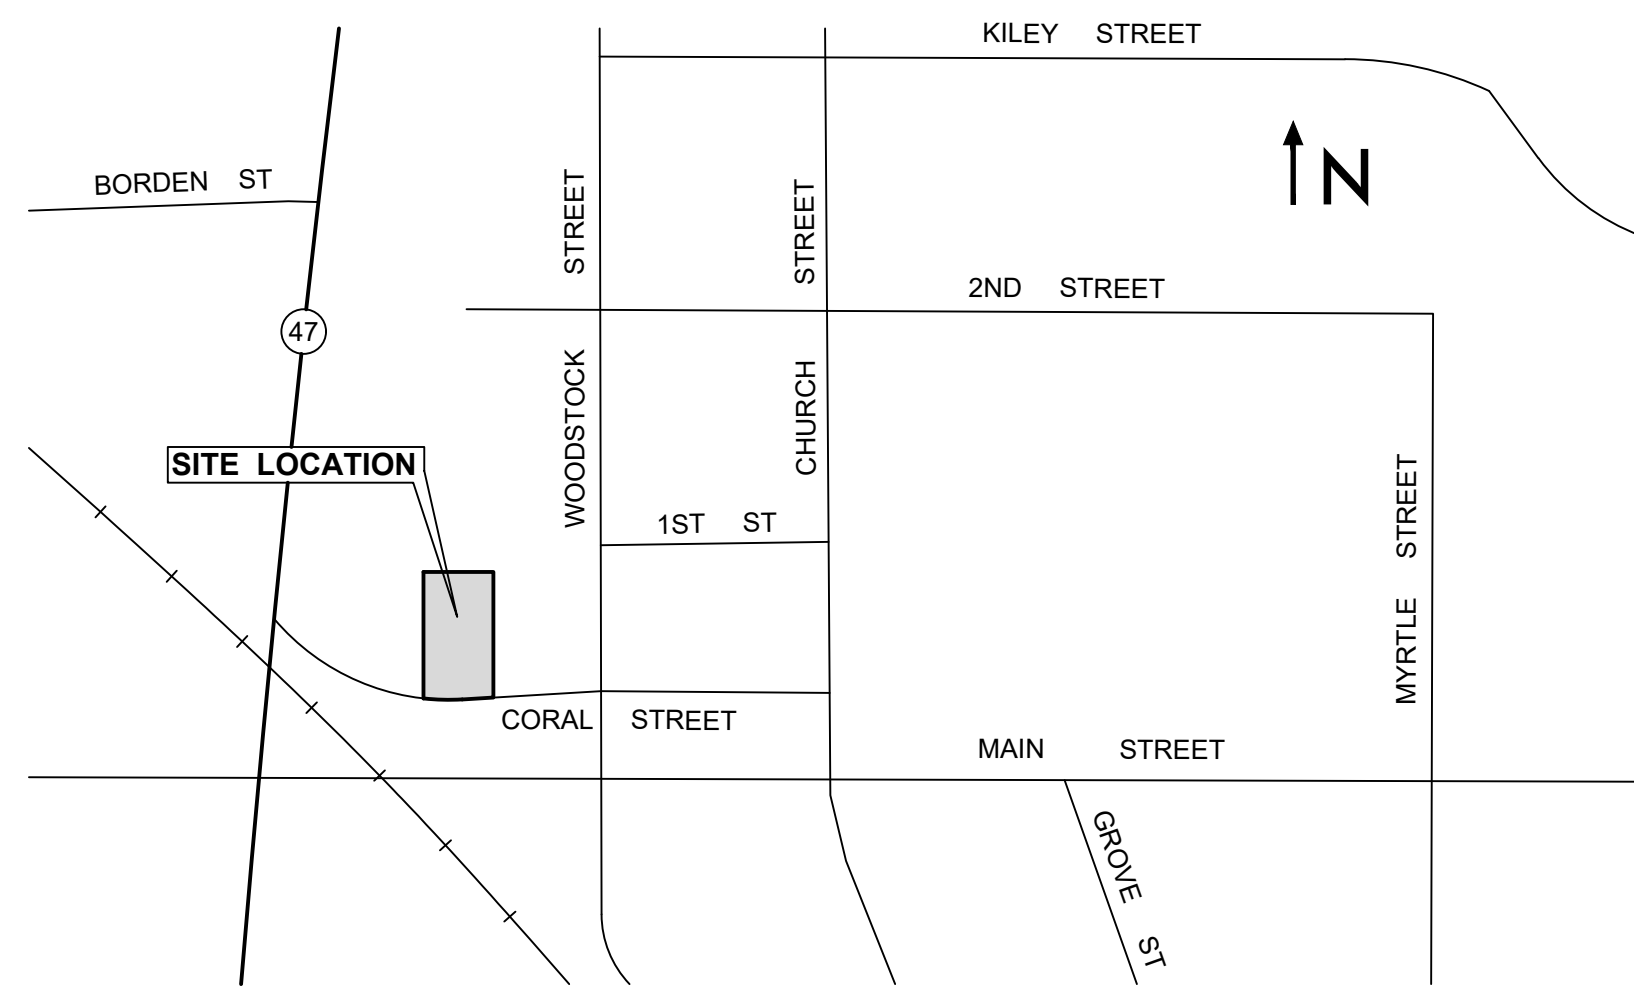 KILEY STREET
BORDEN ST
N
WOODSTOCK STREET
CHURCH STREET
2ND STREET
47
SITE LOCATION
1ST ST
MYRTLE STREET
CORAL STREET
MAIN STREET
GROVE ST